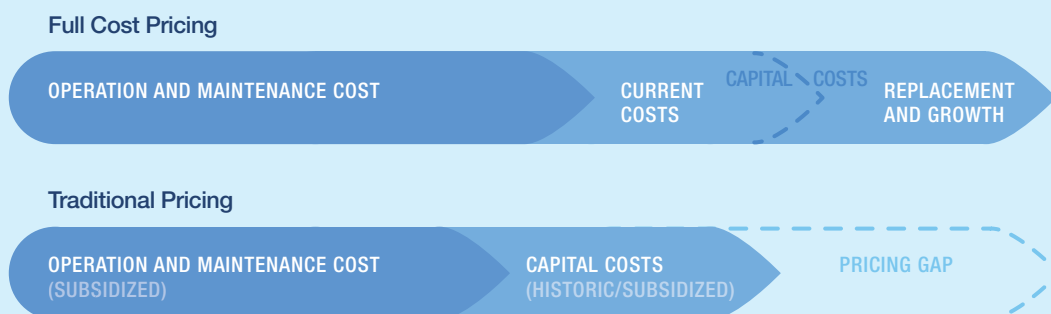 Full Cost Pricing
OPERATION AND MAINTENANCE COST
CURRENT
COSTS
CAPITAL COSTS
REPLACEMENT
AND GROWTH
Traditional Pricing
OPERATION AND MAINTENANCE COST
(SUBSIDIZED)
CAPITAL COSTS
(HISTORIC/SUBSIDIZED)
PRICING GAP